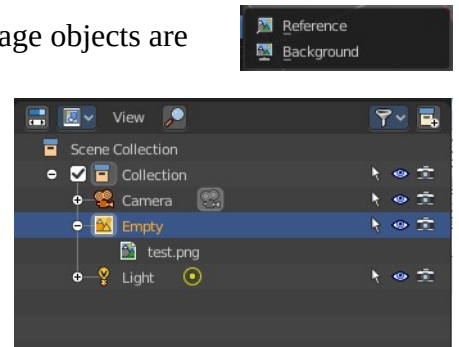 age objects are
Reference
Background
View
Scene Collection
Collection
Camera
Empty
test.png
Light